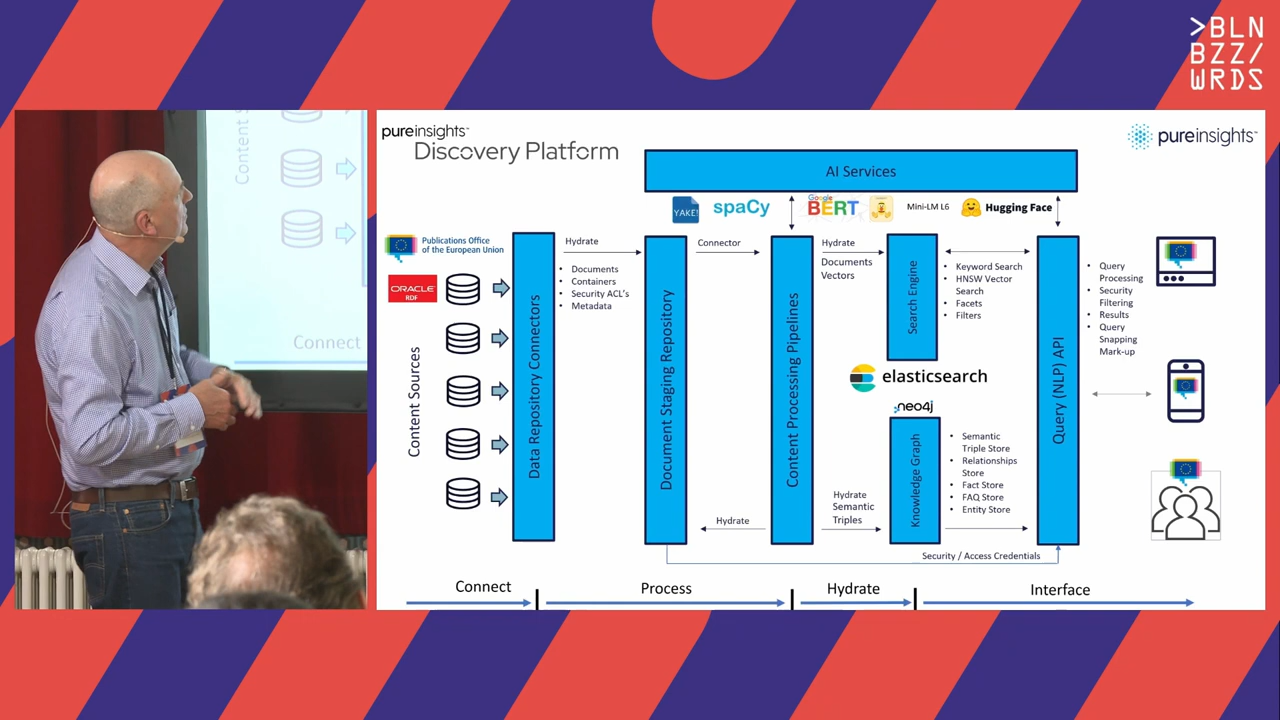 >BLN
BZZ/
WRDS
Content S
Connect
pureinsights™
Discovery Platform
pureinsights™
AI Services
YAKE!
spaCy
Google
BERT
Mini-LM L6
Hugging Face
Publications Office
of the European Union
ORACLE
RDF
Content Sources
Data Repository Connectors
Hydrate
• Documents
• Containers
• Security ACL's
• Metadata
Document Staging Repository
Connector
Hydrate
Content Processing Pipelines
Hydrate
Documents
Vectors
Search Engine
• Keyword Search
• HNSW Vector
Search
• Facets
• Filters
elasticsearch
neo4j
Knowledge Graph
Hydrate
Semantic
Triples
• Semantic
Triple Store
• Relationships
Store
• Fact Store
• FAQ Store
• Entity Store
Security / Access Credentials
Query (NLP) API
• Query
Processing
• Security
Filtering
• Results
• Query
Snapping
Mark-up
Connect
Process
Hydrate
Interface